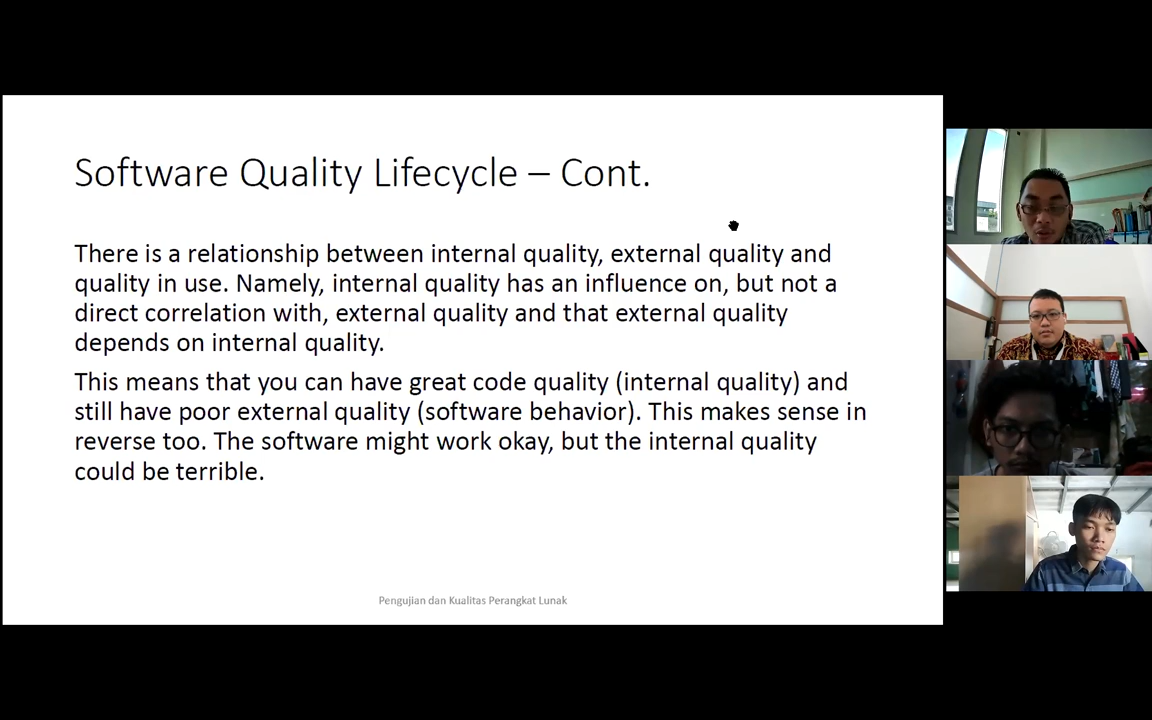 Software Quality Lifecycle – Cont.
There is a relationship between internal quality, external quality and
quality in use. Namely, internal quality has an influence on, but not a
direct correlation with, external quality and that external quality
depends on internal quality.
This means that you can have great code quality (internal quality) and
still have poor external quality (software behavior). This makes sense in
reverse too. The software might work okay, but the internal quality
could be terrible.
Pengujian dan Kualitas Perangkat Lunak